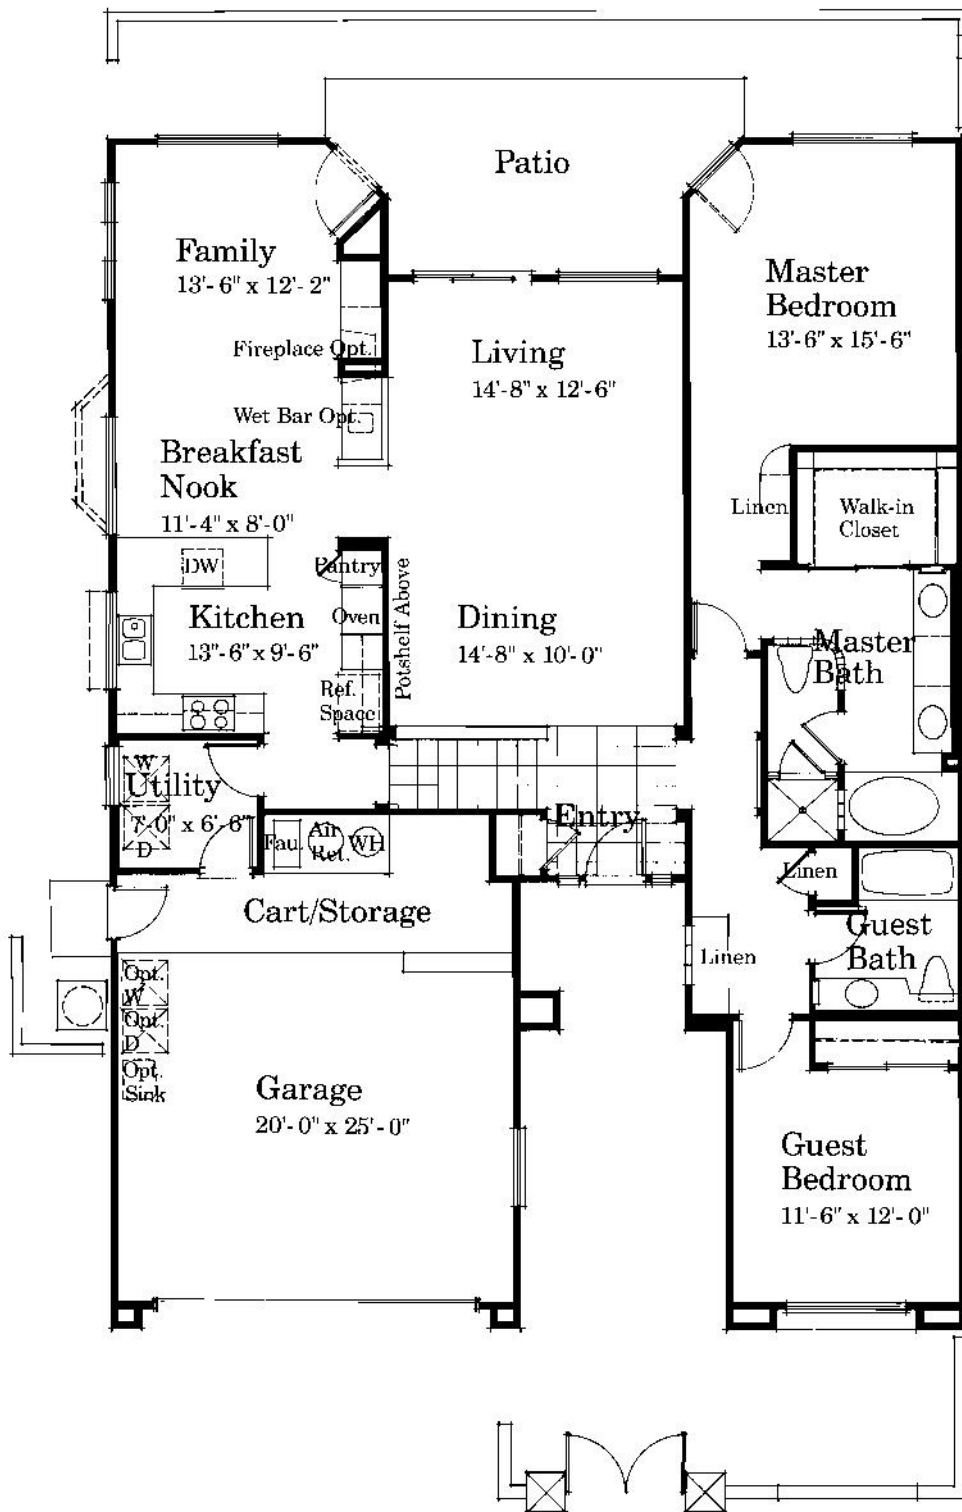 Patio
Family
13'-6" x 12'-2"
Master
Bedroom
13'-6" x 15'-6"
Fireplace Opt.
Living
14'-8" x 12'-6"
Wet Bar Opt.
Breakfast
Nook
11'-4" x 8'-0"
Linen
Walk-in
Closet
DW
Pantry
Kitchen
13"-6" x 9'-6"
Oven
Potshelf Above
Dining
14'-8" x 10'-0"
Master
Bath
Ref.
Space
W
Utility
7'-0" x 6'-6"
D
Fau.
Air
Ret.
WH
Entry
Linen
Cart/Storage
Guest
Bath
Linen
Opt.
W
Opt.
D
Opt.
Sink
Garage
20'-0" x 25'-0"
Guest
Bedroom
11'-6" x 12'-0"